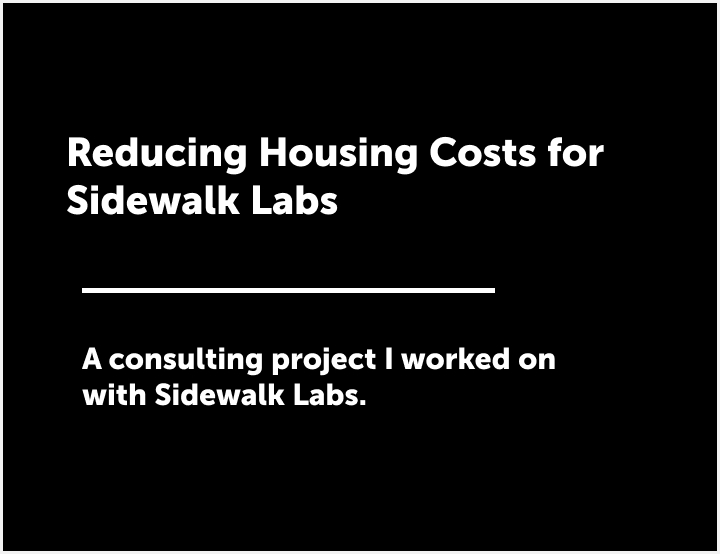 Reducing Housing Costs for
Sidewalk Labs
A consulting project I worked on
with Sidewalk Labs.